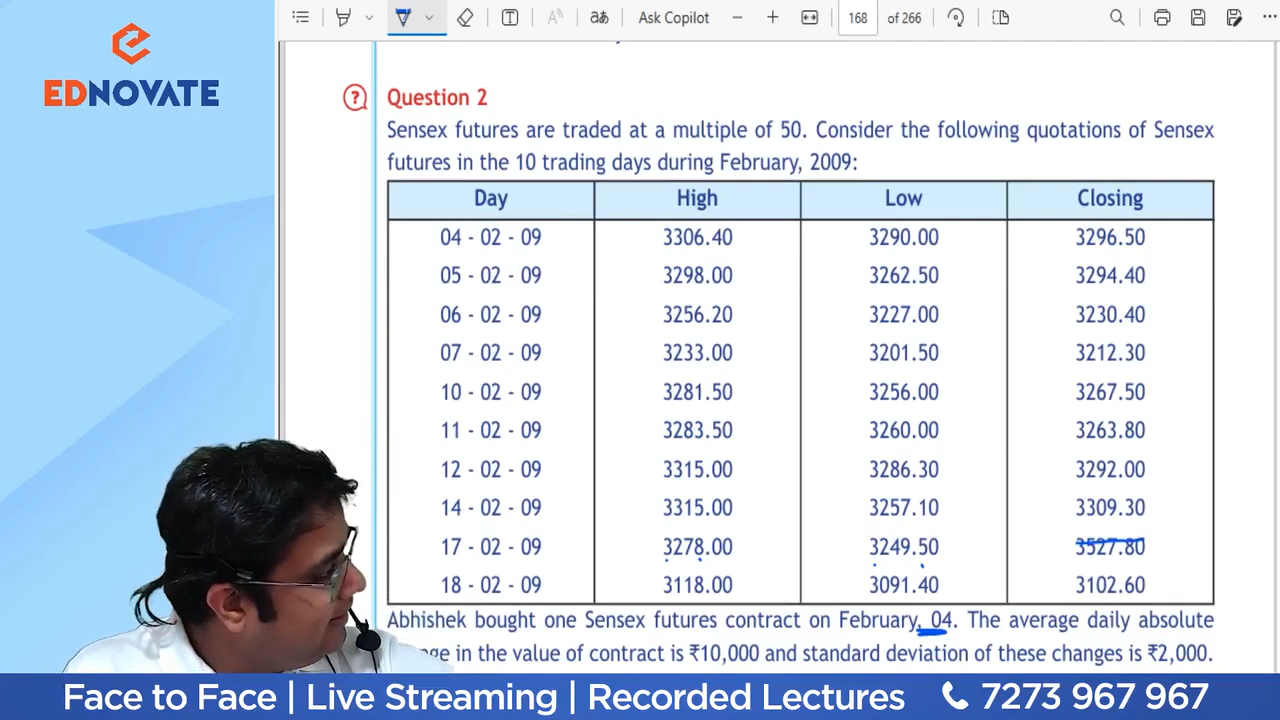 Ask Copilot
168 of 266
EDNOVATE
Question 2
Sensex futures are traded at a multiple of 50. Consider the following quotations of Sensex
futures in the 10 trading days during February, 2009:
Day High Low Closing
04 - 02 - 09 3306.40 3290.00 3296.50
05 - 02 - 09 3298.00 3262.50 3294.40
06 - 02 - 09 3256.20 3227.00 3230.40
07 - 02 - 09 3233.00 3201.50 3212.30
10 - 02 - 09 3281.50 3256.00 3267.50
11 - 02 - 09 3283.50 3260.00 3263.80
12 - 02 - 09 3315.00 3286.30 3292.00
14 - 02 - 09 3315.00 3257.10 3309.30
17 - 02 - 09 3278.00 3249.50 3527.80
18 - 02 - 09 3118.00 3091.40 3102.60
Abhishek bought one Sensex futures contract on February, 04. The average daily absolute
in the value of contract is ₹10,000 and standard deviation of these changes is ₹2,000.
Face to Face | Live Streaming | Recorded Lectures 7273 967 967